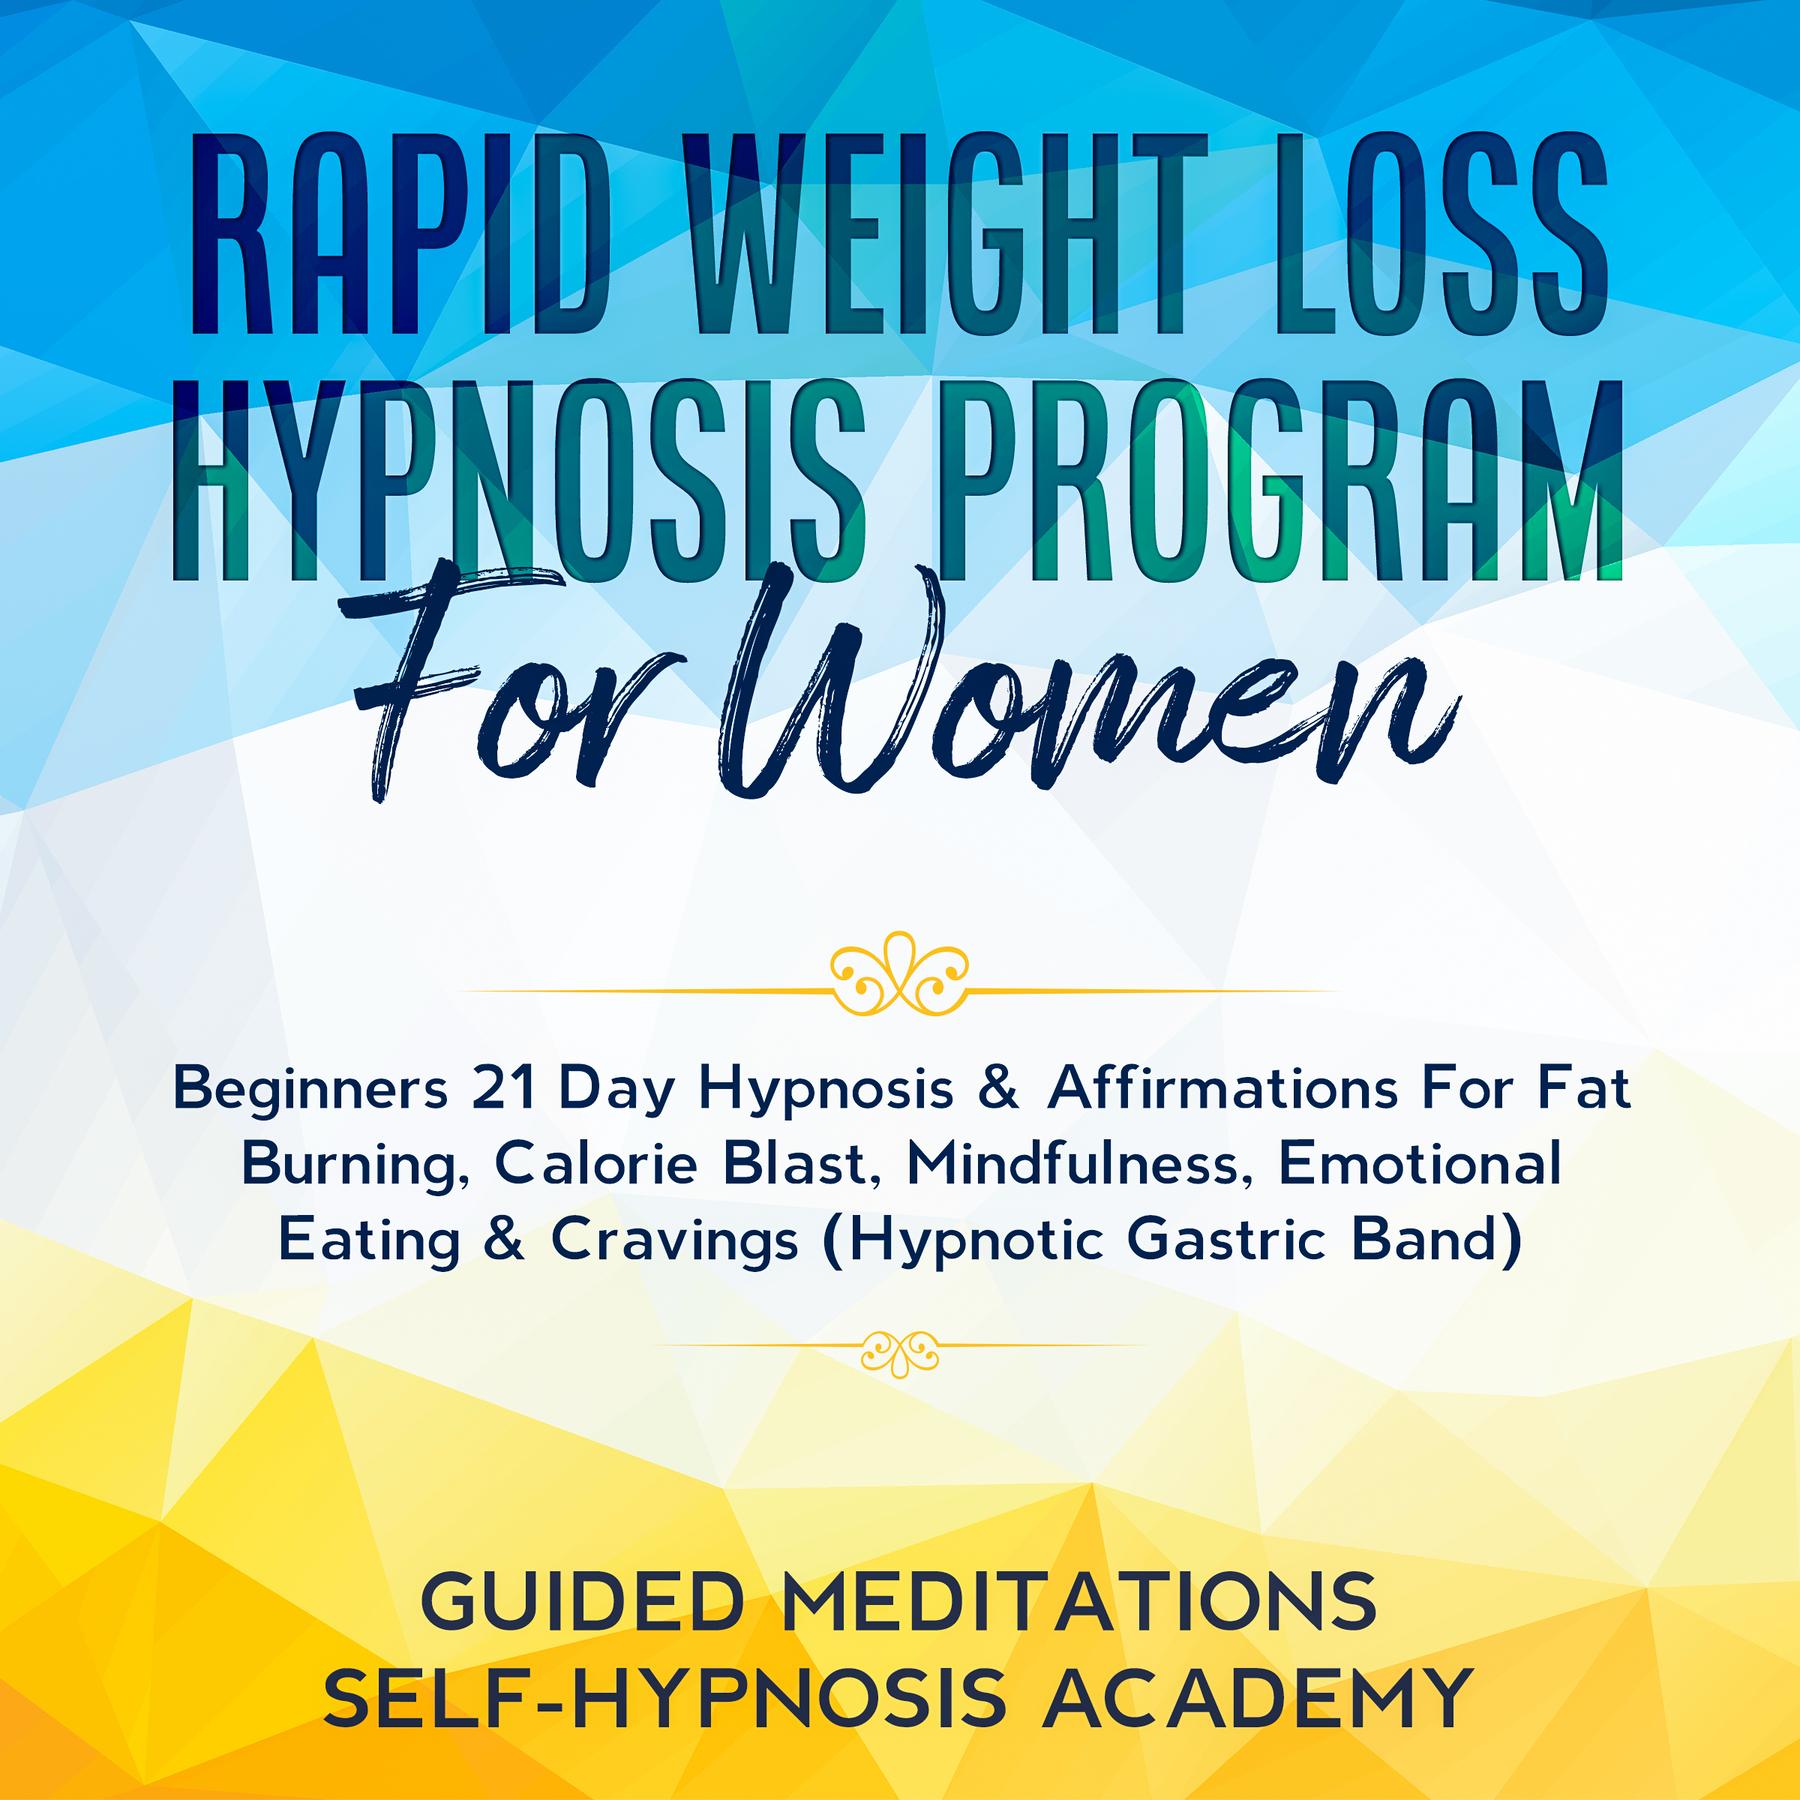 RAPID WEIGHT LOSS
HYPNOSIS PROGRAM
For Women
Beginners 21 Day Hypnosis & Affirmations For Fat
Burning, Calorie Blast, Mindfulness, Emotional
Eating & Cravings (Hypnotic Gastric Band)
GUIDED MEDITATIONS
SELF-HYPNOSIS ACADEMY